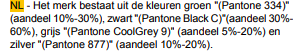 NL - Het merk bestaat uit de kleuren groen "(Pantone 334)"
(aandeel 10%-30%), zwart "(Pantone Black C)"(aandeel 30%-
60%), grijs "(Pantone CoolGrey 9)" (aandeel 5%-20%) en
zilver "(Pantone 877)" (aandeel 10%-20%).